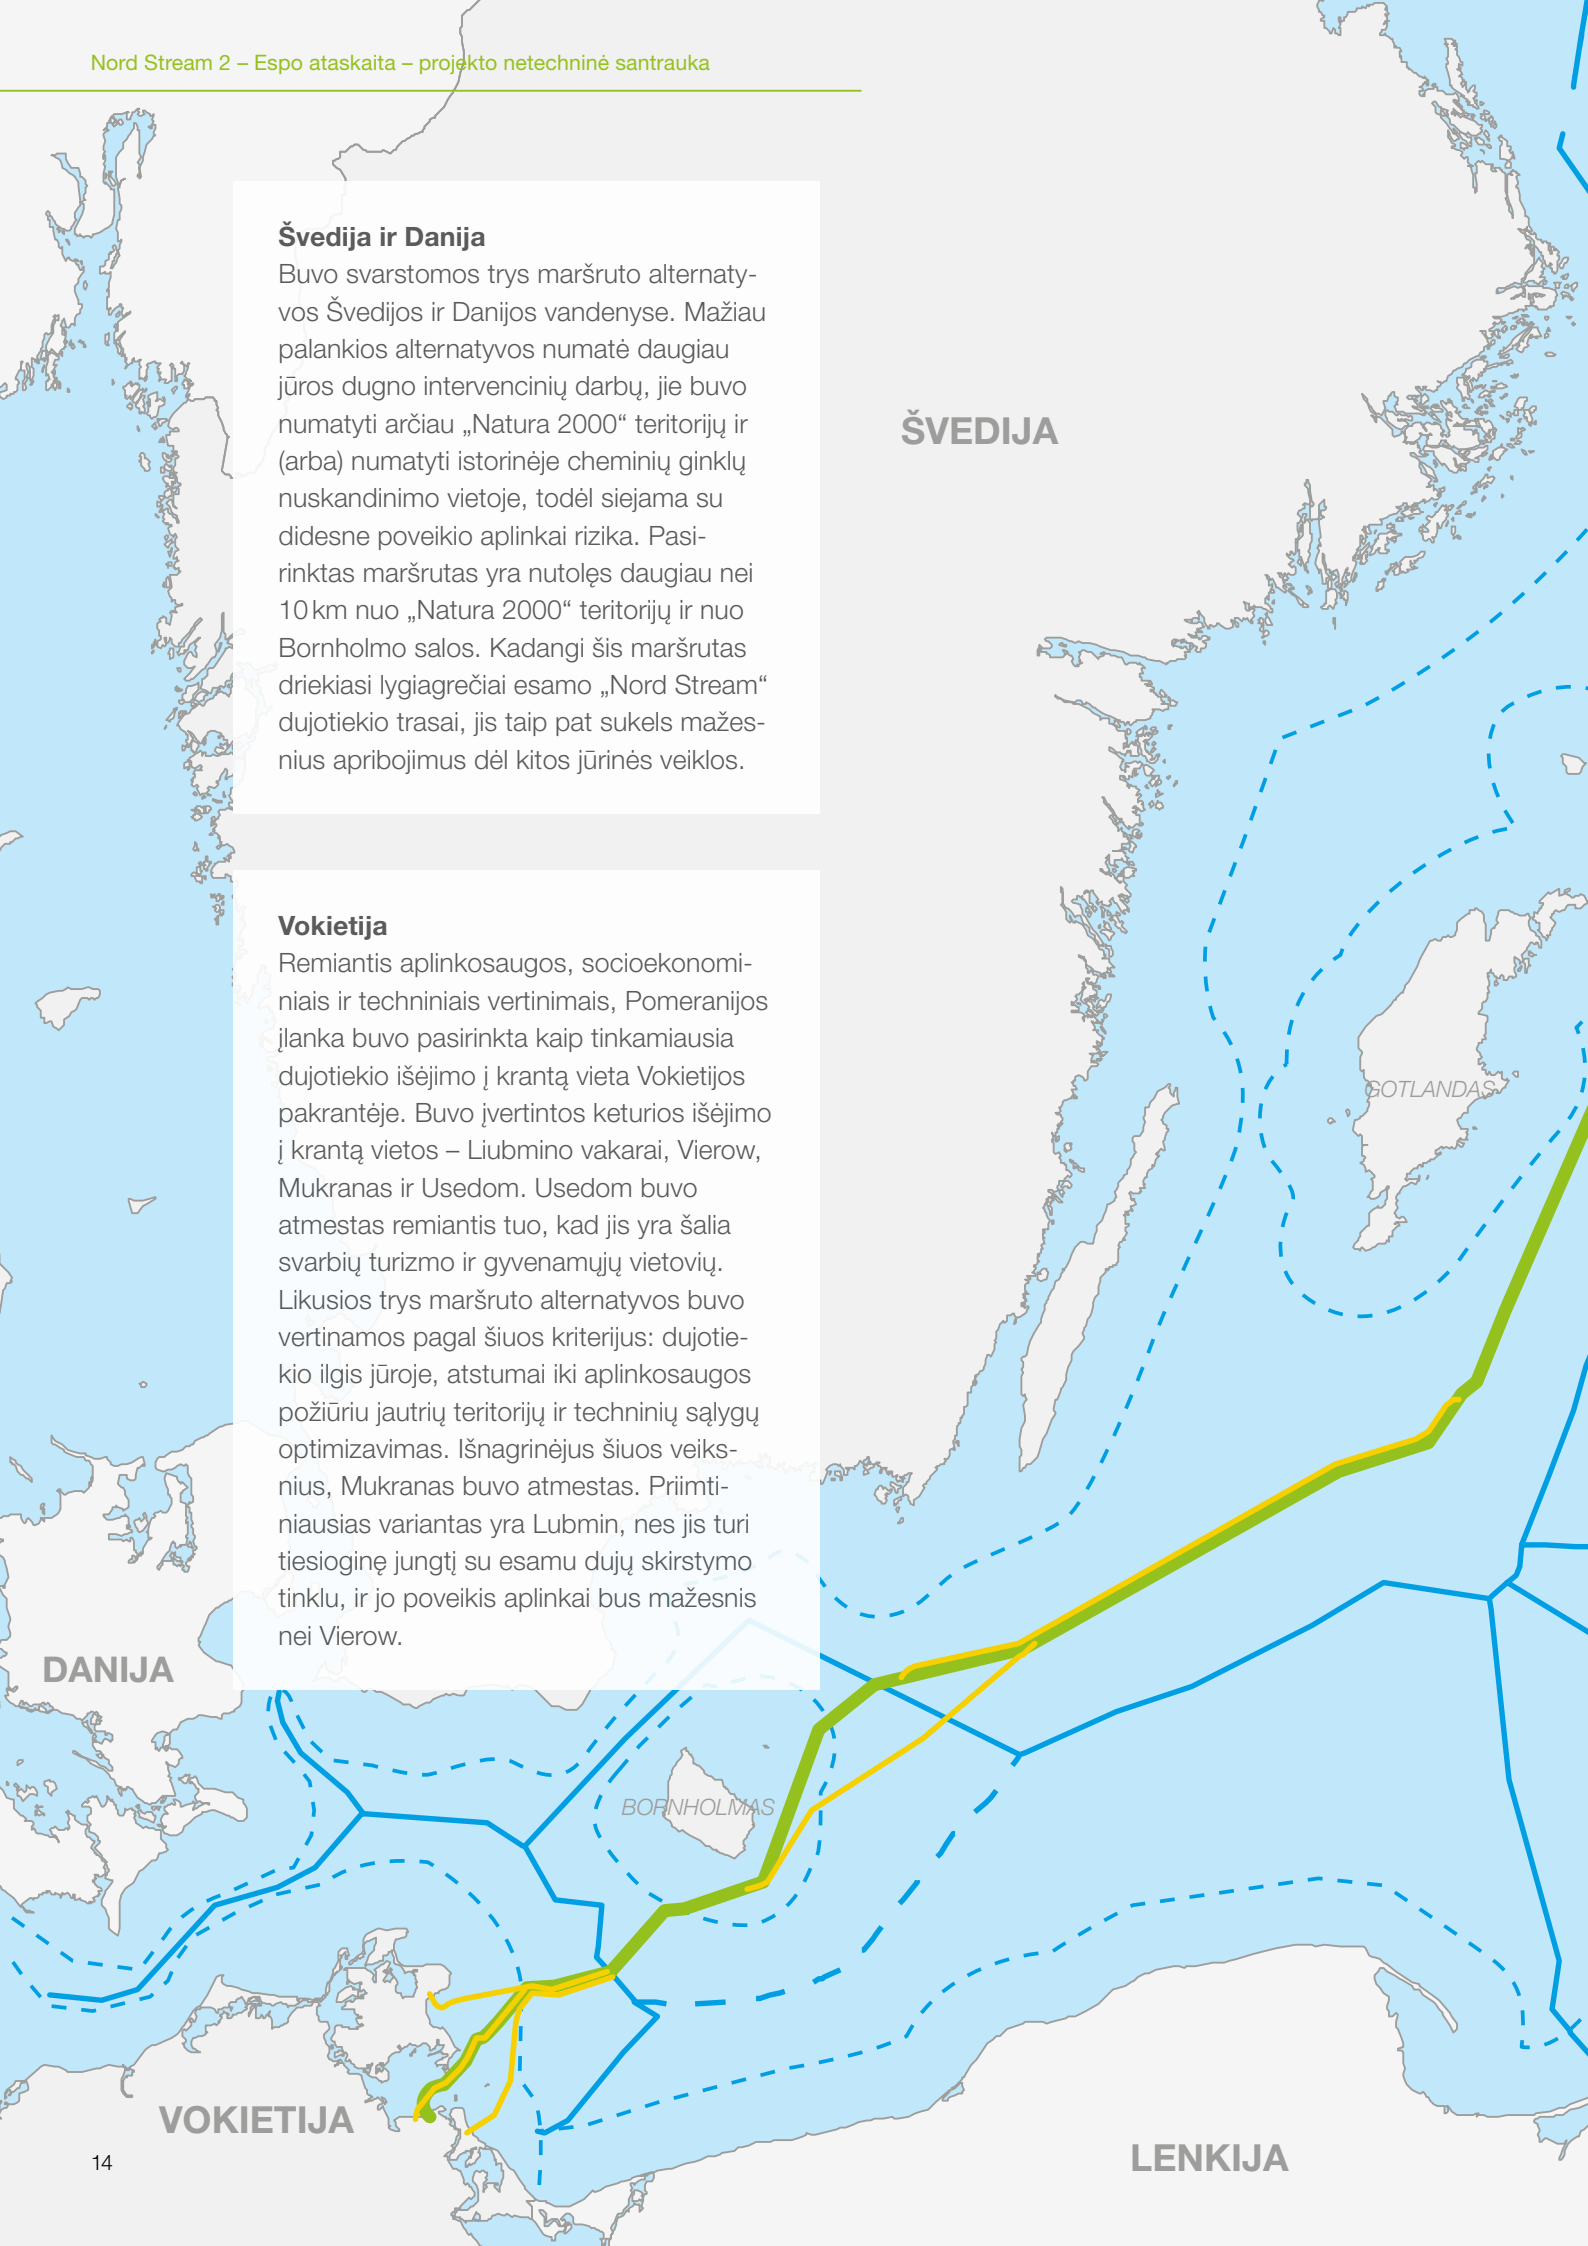 Nord Stream 2 – Espo ataskaita – projekto netechninė santrauka
Švedija ir Danija
Buvo svarstomos trys maršruto alternaty-
vos Švedijos ir Danijos vandenyse. Mažiau
palankios alternatyvos numatė daugiau
jūros dugno intervencinių darbų, jie buvo
numatyti arčiau „Natura 2000“ teritorijų ir
(arba) numatyti istorinėje cheminių ginklų
nuskandinimo vietoje, todėl siejama su
didesne poveikio aplinkai rizika. Pasi-
rinktas maršrutas yra nutolęs daugiau nei
10 km nuo „Natura 2000“ teritorijų ir nuo
Bornholmo salos. Kadangi šis maršrutas
driekiasi lygiagrečiai esamo „Nord Stream“
dujotiekio trasai, jis taip pat sukels mažes-
nius apribojimus dėl kitos jūrinės veiklos.
ŠVEDIJA
Vokietija
Remiantis aplinkosaugos, socioekonomi-
niais ir techniniais vertinimais, Pomeranijos
įlanka buvo pasirinkta kaip tinkamiausia
dujotiekio išėjimo į krantą vieta Vokietijos
pakrantėje. Buvo įvertintos keturios išėjimo
į krantą vietos – Liubmino vakarai, Vierow,
Mukranas ir Usedom. Usedom buvo
atmestas remiantis tuo, kad jis yra šalia
svarbių turizmo ir gyvenamųjų vietovių.
Likusios trys maršruto alternatyvos buvo
vertinamos pagal šiuos kriterijus: dujotie-
kio ilgis jūroje, atstumai iki aplinkosaugos
požiūriu jautrių teritorijų ir techninių sąlygų
optimizavimas. Išnagrinėjus šiuos veiks-
nius, Mukranas buvo atmestas. Priimti-
niausias variantas yra Lubmin, nes jis turi
tiesioginę jungtį su esamu dujų skirstymo
tinklu, ir jo poveikis aplinkai bus mažesnis
nei Vierow.
GOTLANDAS
DANIJA
BORNHOLMAS
VOKIETIJA
LENKIJA
14